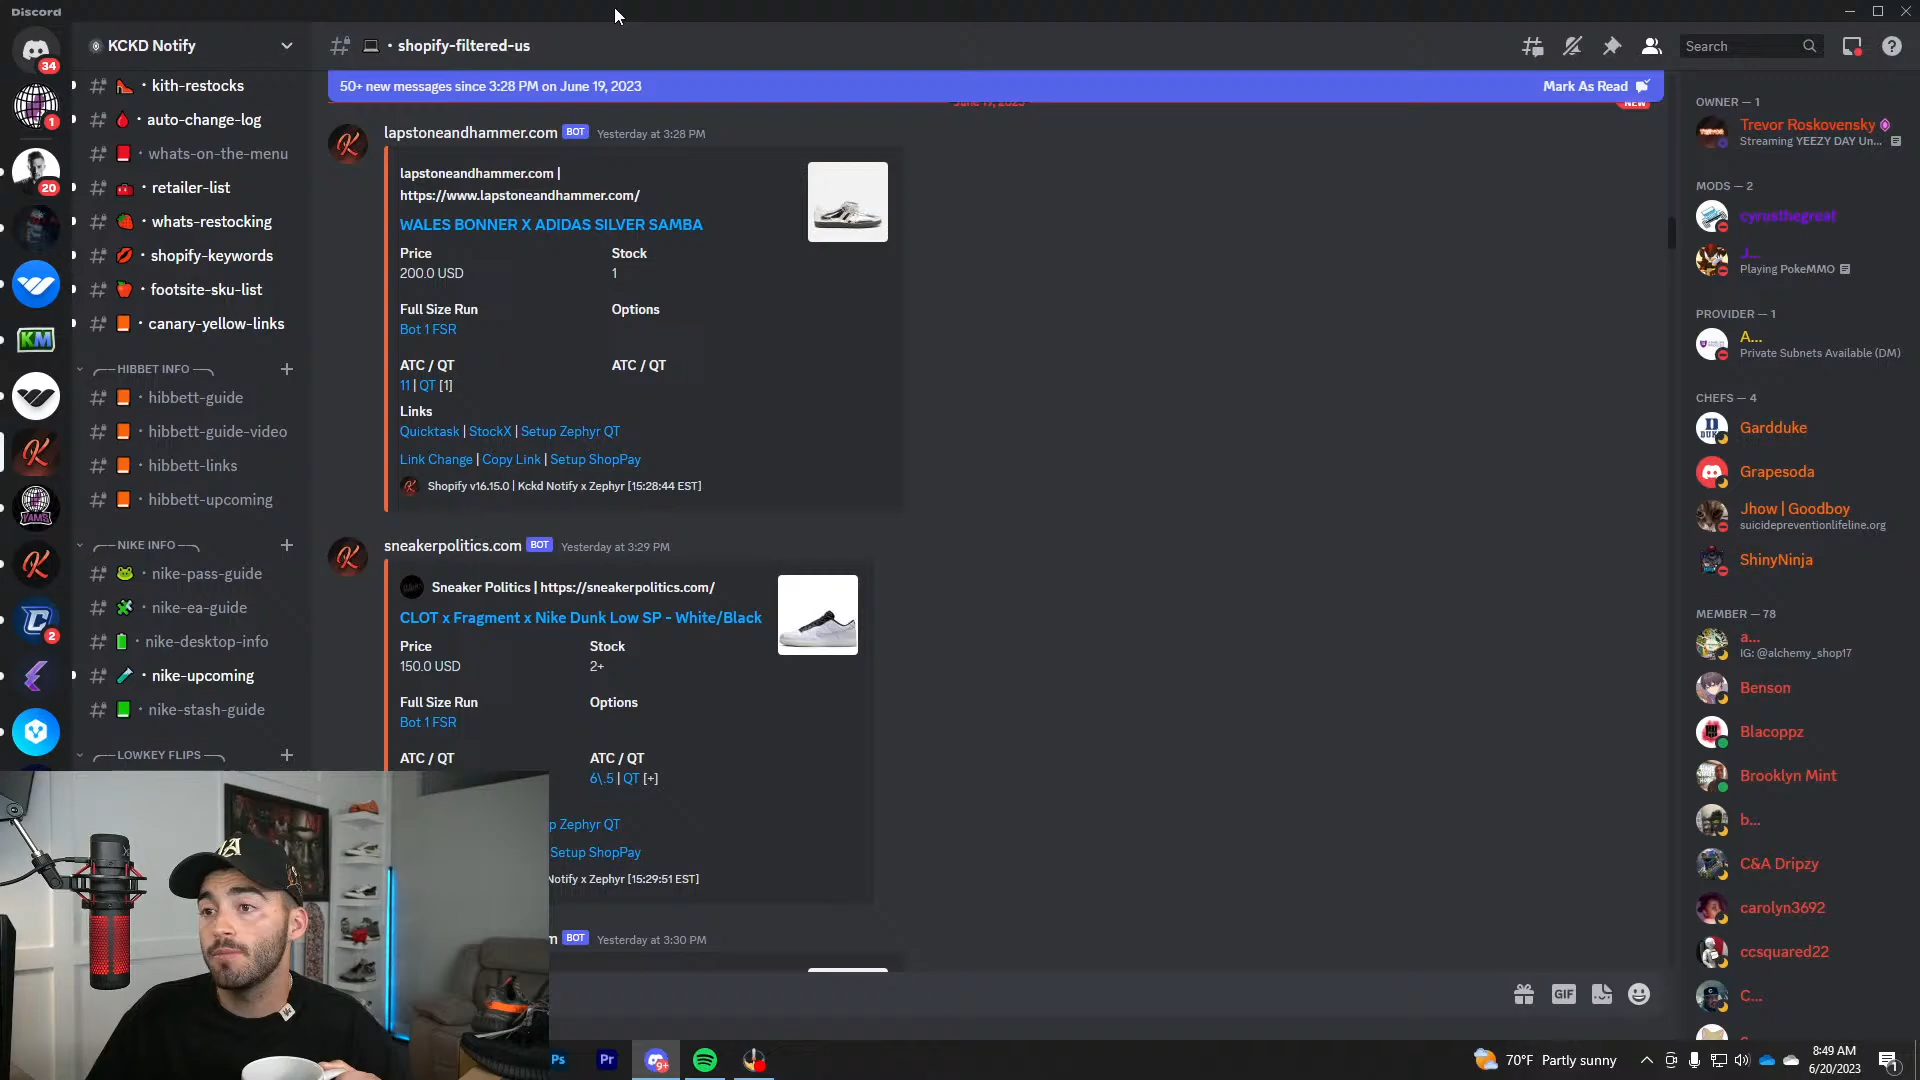 Discord
KCKD Notify
shopify-filtered-us
Search
50+ new messages since 3:28 PM on June 19, 2023
Mark As Read
NEW
34
1
20
KM
YAMS
2
kith-restocks
auto-change-log
whats-on-the-menu
retailer-list
whats-restocking
shopify-keywords
footsite-sku-list
canary-yellow-links
HIBBET INFO
hibbett-guide
hibbett-guide-video
hibbett-links
hibbett-upcoming
NIKE INFO
nike-pass-guide
nike-ea-guide
nike-desktop-info
nike-upcoming
nike-stash-guide
LOWKEY FLIPS
lapstoneandhammer.com BOT Yesterday at 3:28 PM
lapstoneandhammer.com |
https://www.lapstoneandhammer.com/
WALES BONNER X ADIDAS SILVER SAMBA
Price Stock
200.0 USD 1
Full Size Run Options
Bot 1 FSR
ATC / QT ATC / QT
11 | QT [1]
Links
Quicktask | StockX | Setup Zephyr QT
Link Change | Copy Link | Setup ShopPay
Shopify v16.15.0 | Kckd Notify x Zephyr [15:28:44 EST]
sneakerpolitics.com BOT Yesterday at 3:29 PM
Sneaker Politics | https://sneakerpolitics.com/
CLOT x Fragment x Nike Dunk Low SP - White/Black
Price Stock
150.0 USD 2+
Full Size Run Options
Bot 1 FSR
ATC / QT ATC / QT
6\.5 | QT [+]
p Zephyr QT
Setup ShopPay
Notify x Zephyr [15:29:51 EST]
m BOT Yesterday at 3:30 PM
GIF
OWNER — 1
Trevor Roskovensky
Streaming YEEZY DAY Un...
MODS — 2
cyrusthegreat
J...
Playing PokeMMO
PROVIDER — 1
A...
Private Subnets Available (DM)
CHEFS — 4
Gardduke
Grapesoda
Jhow | Goodboy
suicidepreventionlifeline.org
ShinyNinja
MEMBER — 78
a...
IG: @alchemy_shop17
Benson
Blacoppz
Brooklyn Mint
b...
C&A Dripzy
carolyn3692
ccsquared22
C...
Ps
Pr
9+
70°F Partly sunny
8:49 AM
6/20/2023
1